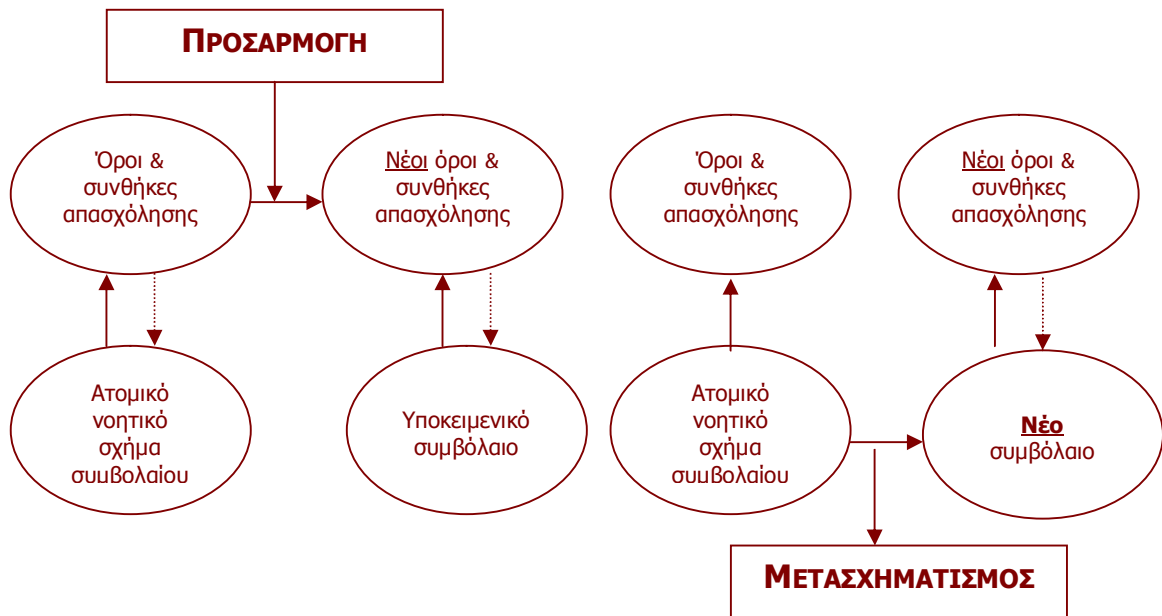 ΠΡΟΣΑΡΜΟΓΗ
Όροι &
συνθήκες
απασχόλησης
Νέοι όροι &
συνθήκες
απασχόλησης
Όροι &
συνθήκες
απασχόλησης
Νέοι όροι &
συνθήκες
απασχόλησης
Ατομικό
νοητικό
σχήμα
συμβολαίου
Υποκειμενικό
συμβόλαιο
Ατομικό
νοητικό
σχήμα
συμβολαίου
Νέο
συμβόλαιο
ΜΕΤΑΣΧΗΜΑΤΙΣΜΟΣ